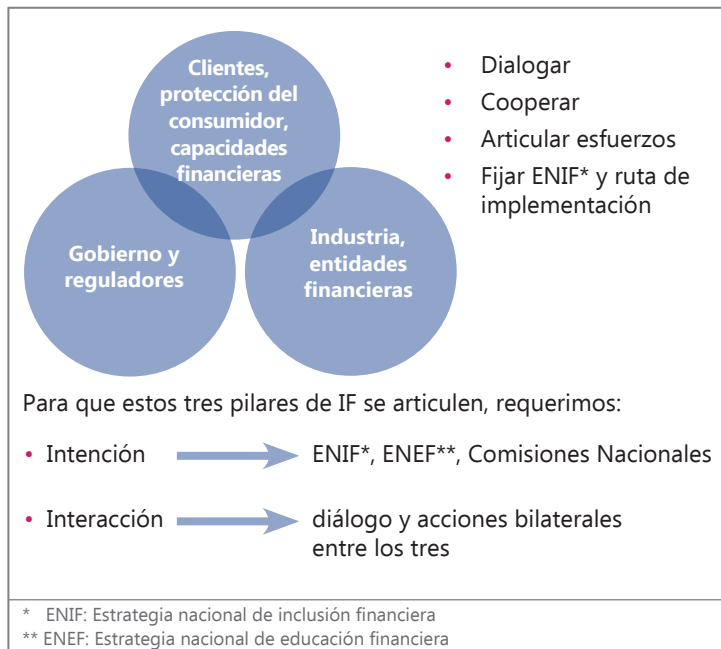 Clientes,
protección del
consumidor,
capacidades
financieras
Gobierno y
reguladores
Industria,
entidades
financieras
• Dialogar
• Cooperar
• Articular esfuerzos
• Fijar ENIF* y ruta de
implementación
Para que estos tres pilares de IF se articulen, requerimos:
• Intención ENIF*, ENEF**, Comisiones Nacionales
• Interacción diálogo y acciones bilaterales
entre los tres
* ENIF: Estrategia nacional de inclusión financiera
** ENEF: Estrategia nacional de educación financiera